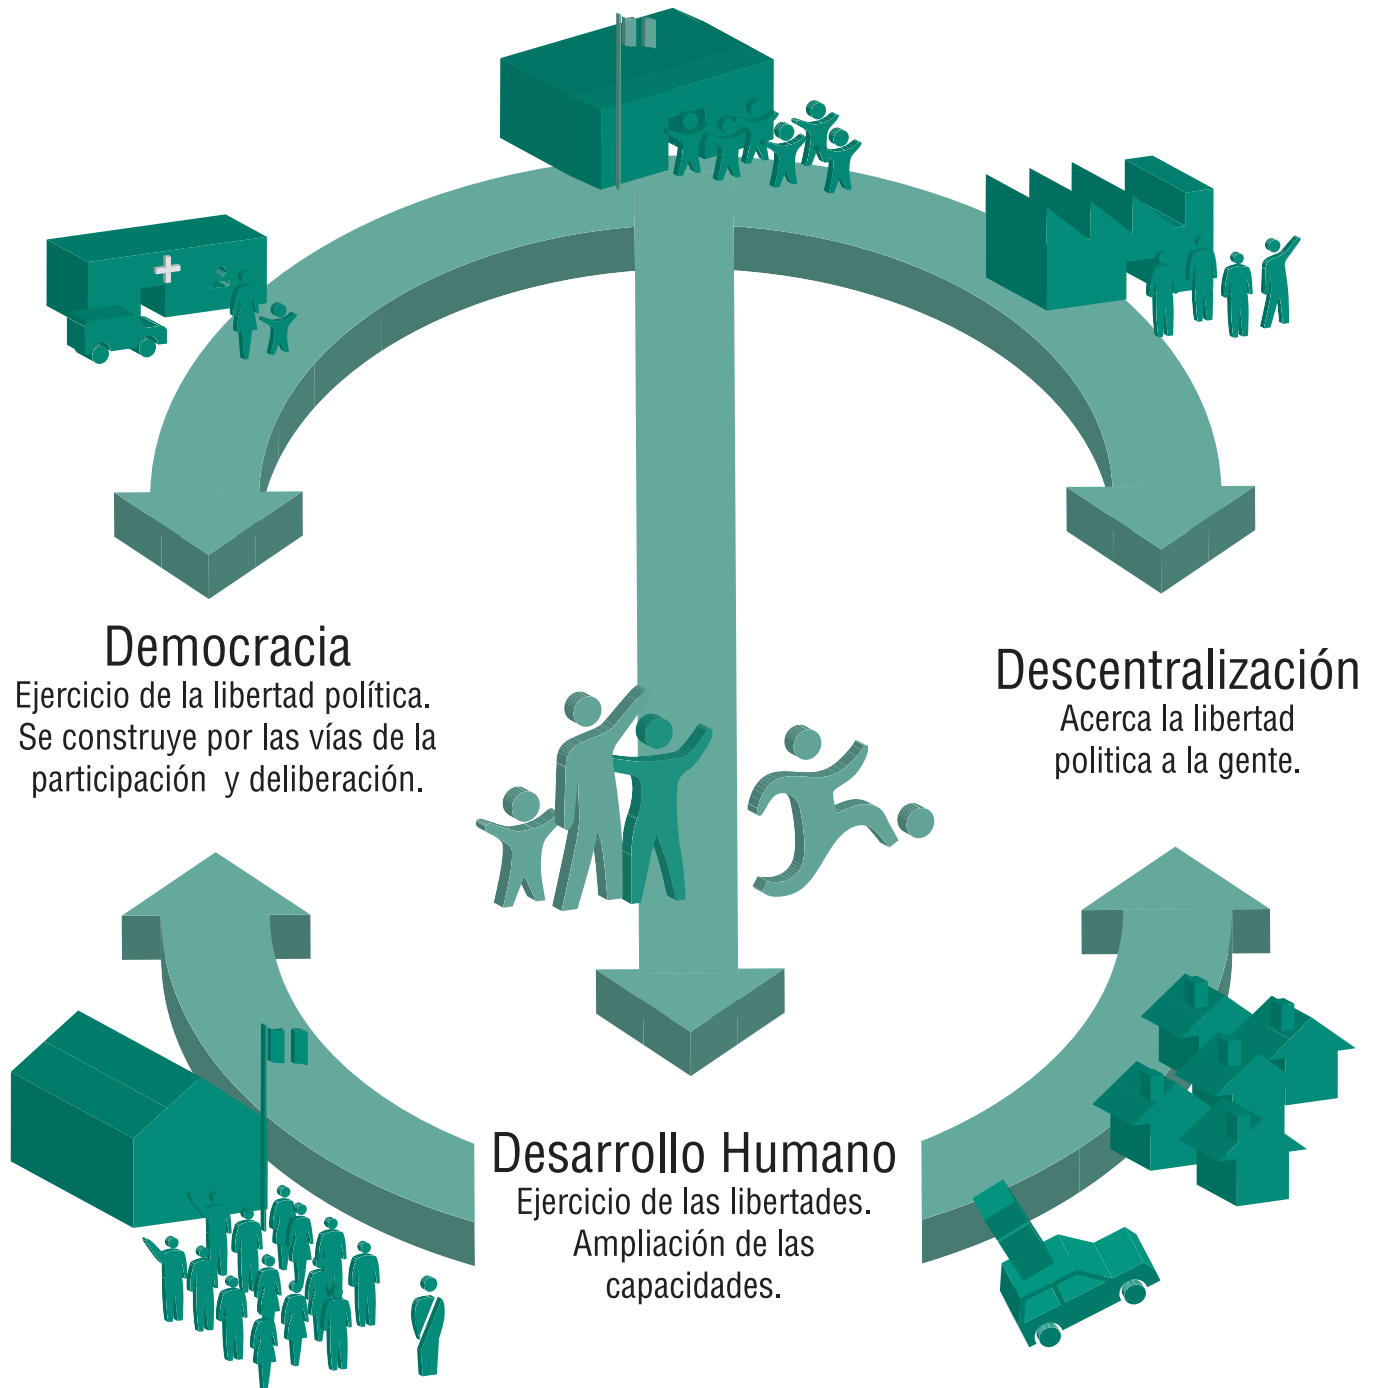 Democracia
Ejercicio de la libertad política.
Se construye por las vías de la
participación y deliberación.
Descentralización
Acerca la libertad
politica a la gente.
Desarrollo Humano
Ejercicio de las libertades.
Ampliación de las
capacidades.